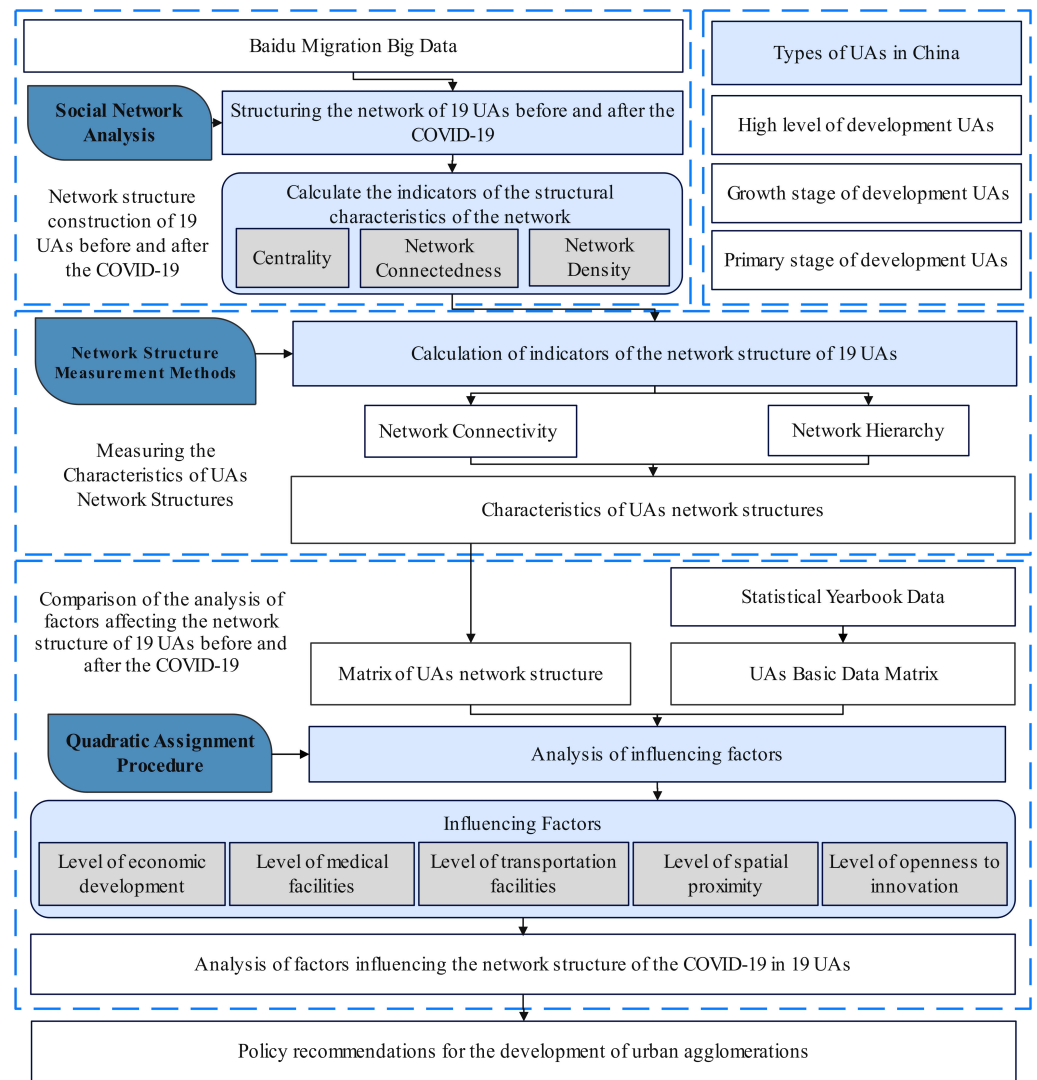 Baidu Migration Big Data
Social Network
Analysis
Structuring the network of 19 UAs before and after the
COVID-19
Network structure
construction of 19
UAs before and after
the COVID-19
Calculate the indicators of the structural
characteristics of the network
Centrality
Network
Connectedness
Network
Density
Types of UAs in China
High level of development UAs
Growth stage of development UAs
Primary stage of development UAs
Network Structure
Measurement Methods
Calculation of indicators of the network structure of 19 UAs
Network Connectivity
Network Hierarchy
Measuring the
Characteristics of UAs
Network Structures
Characteristics of UAs network structures
Comparison of the analysis of
factors affecting the network
structure of 19 UAs before and
after the COVID-19
Statistical Yearbook Data
Matrix of UAs network structure
UAs Basic Data Matrix
Quadratic Assignment
Procedure
Analysis of influencing factors
Influencing Factors
Level of economic
development
Level of medical
facilities
Level of transportation
facilities
Level of spatial
proximity
Level of openness to
innovation
Analysis of factors influencing the network structure of the COVID-19 in 19 UAs
Policy recommendations for the development of urban agglomerations